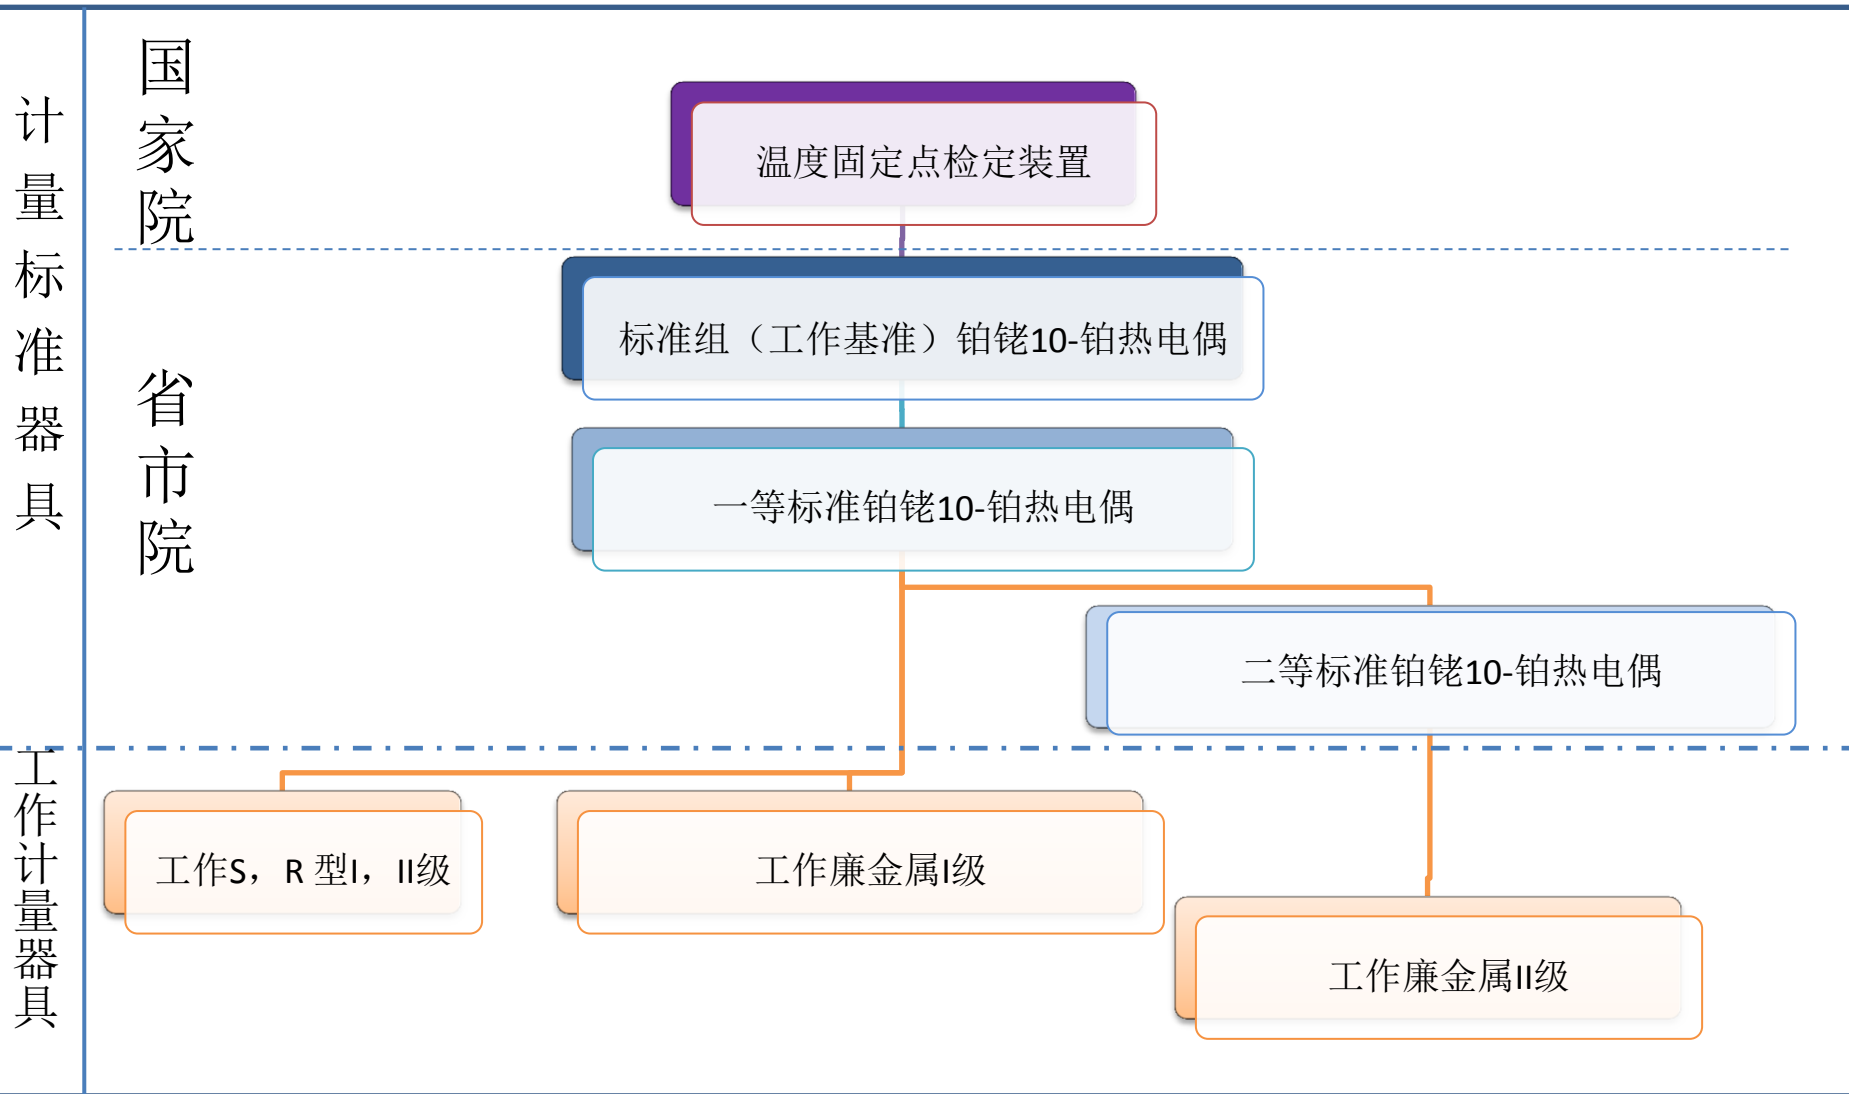 计量标准器具
国家院
温度固定点检定装置
省市院
标准组（工作基准）铂铑10-铂热电偶
一等标准铂铑10-铂热电偶
二等标准铂铑10-铂热电偶
工作计量器具
工作S，R 型I，II级
工作廉金属I级
工作廉金属II级